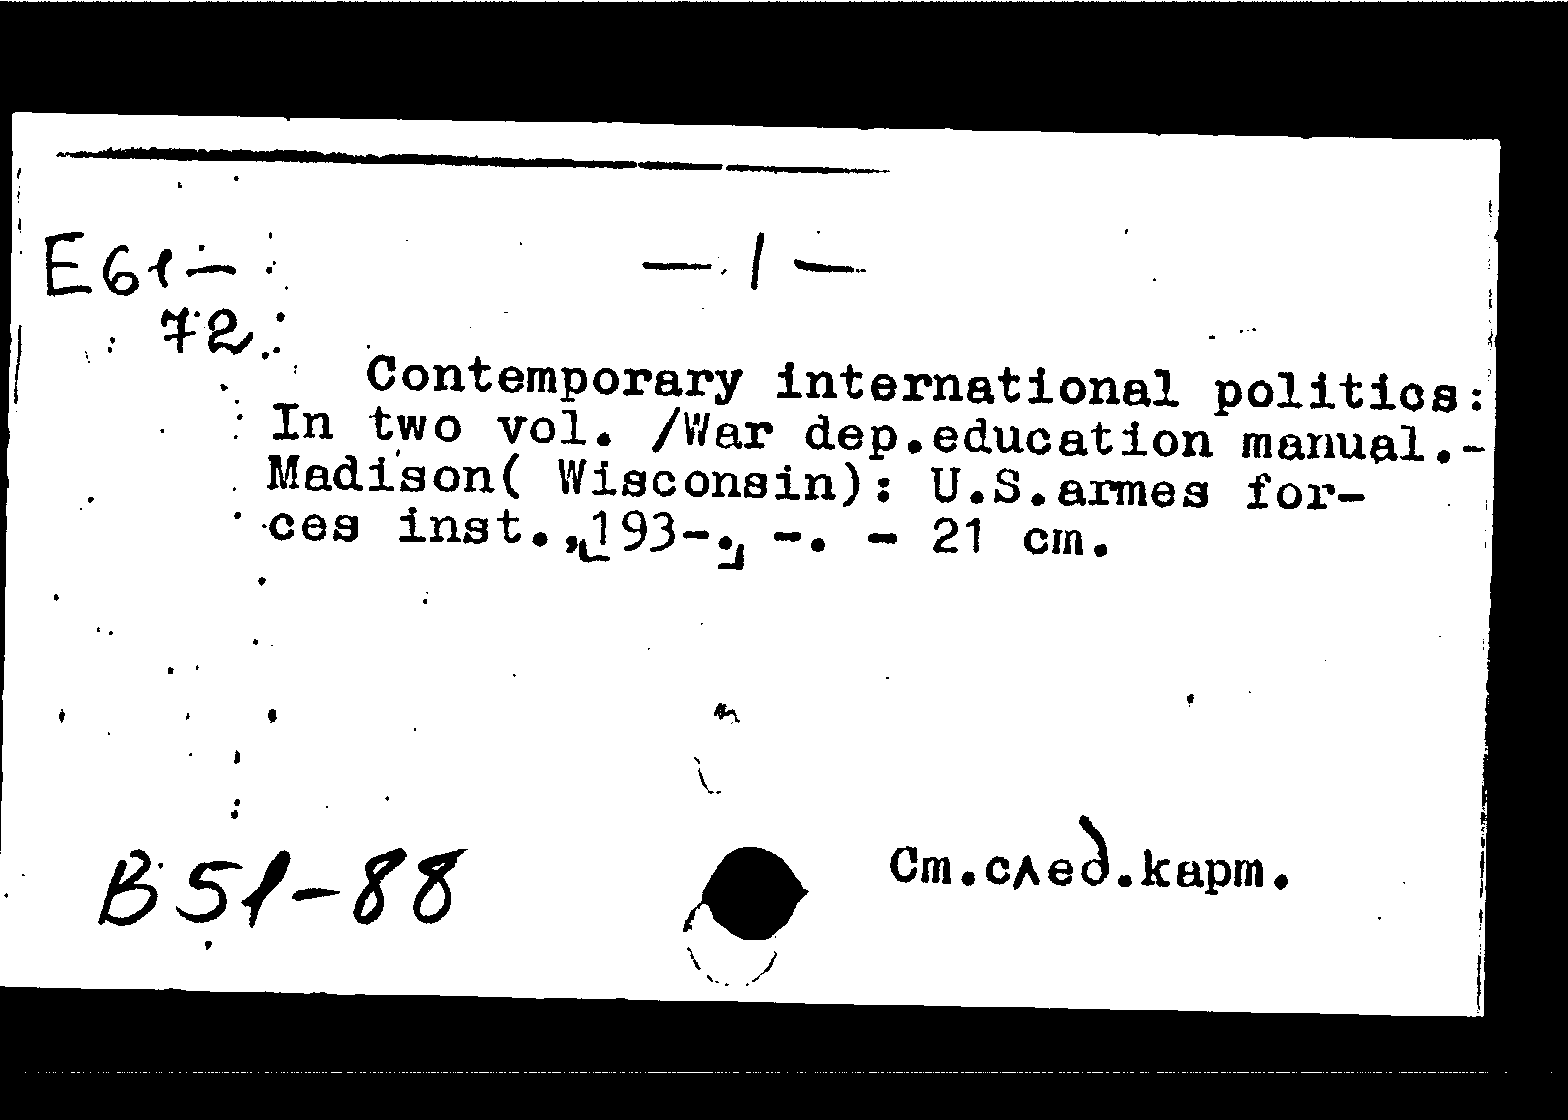 E61-
72
— 1 —
Contemporary international politics:
In two vol. /War dep.education manual.-
Madison( Wisconsin): U.S.armes for-
ces inst.,[193-.] -. - 21 cm.
Ст.след.карт.
B51-88